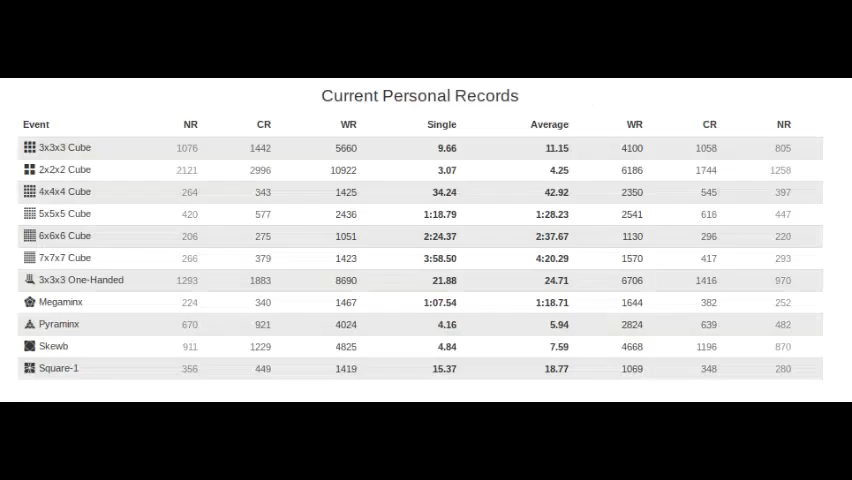 Current Personal Records
Event NR CR WR Single Average WR CR NR
3x3x3 Cube 1076 1442 5660 9.66 11.15 4100 1058 805
2x2x2 Cube 2121 2996 10922 3.07 4.25 6186 1744 1258
4x4x4 Cube 264 343 1425 34.24 42.92 2350 545 397
5x5x5 Cube 420 577 2436 1:18.79 1:28.23 2541 616 447
6x6x6 Cube 206 275 1051 2:24.37 2:37.67 1130 296 220
7x7x7 Cube 266 379 1423 3:58.50 4:20.29 1570 417 293
3x3x3 One-Handed 1293 1883 8690 21.88 24.71 6706 1416 970
Megaminx 224 340 1467 1:07.54 1:18.71 1644 382 252
Pyraminx 670 921 4024 4.16 5.94 2824 639 482
Skewb 911 1229 4825 4.84 7.59 4668 1196 870
Square-1 356 449 1419 15.37 18.77 1069 348 280